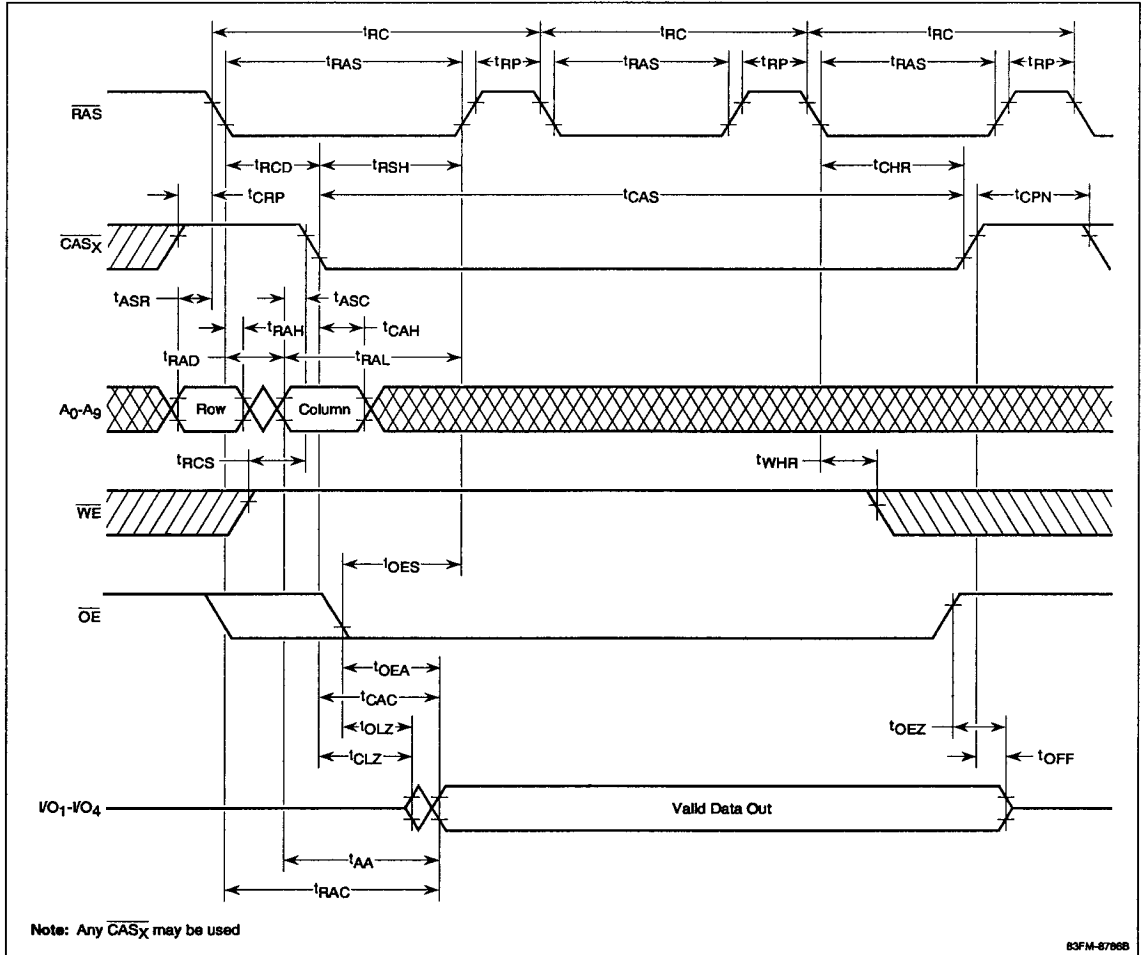 tRC tRC tRC
tRAS tRP tRAS tRP tRAS tRP
RAS
tRCD tRSH tCHR
tCRP tCAS tCPN
CASX
tASR tASC
tRAH tCAH
tRAD tRAL
A0-A9 Row Column
tRCS tWHR
WE
tOES
OE
tOEA
tCAC
tOLZ tOEZ
tCLZ tOFF
I/O1-I/O4 Valid Data Out
tAA
tRAC
Note: Any CASX may be used
83FM-8786B